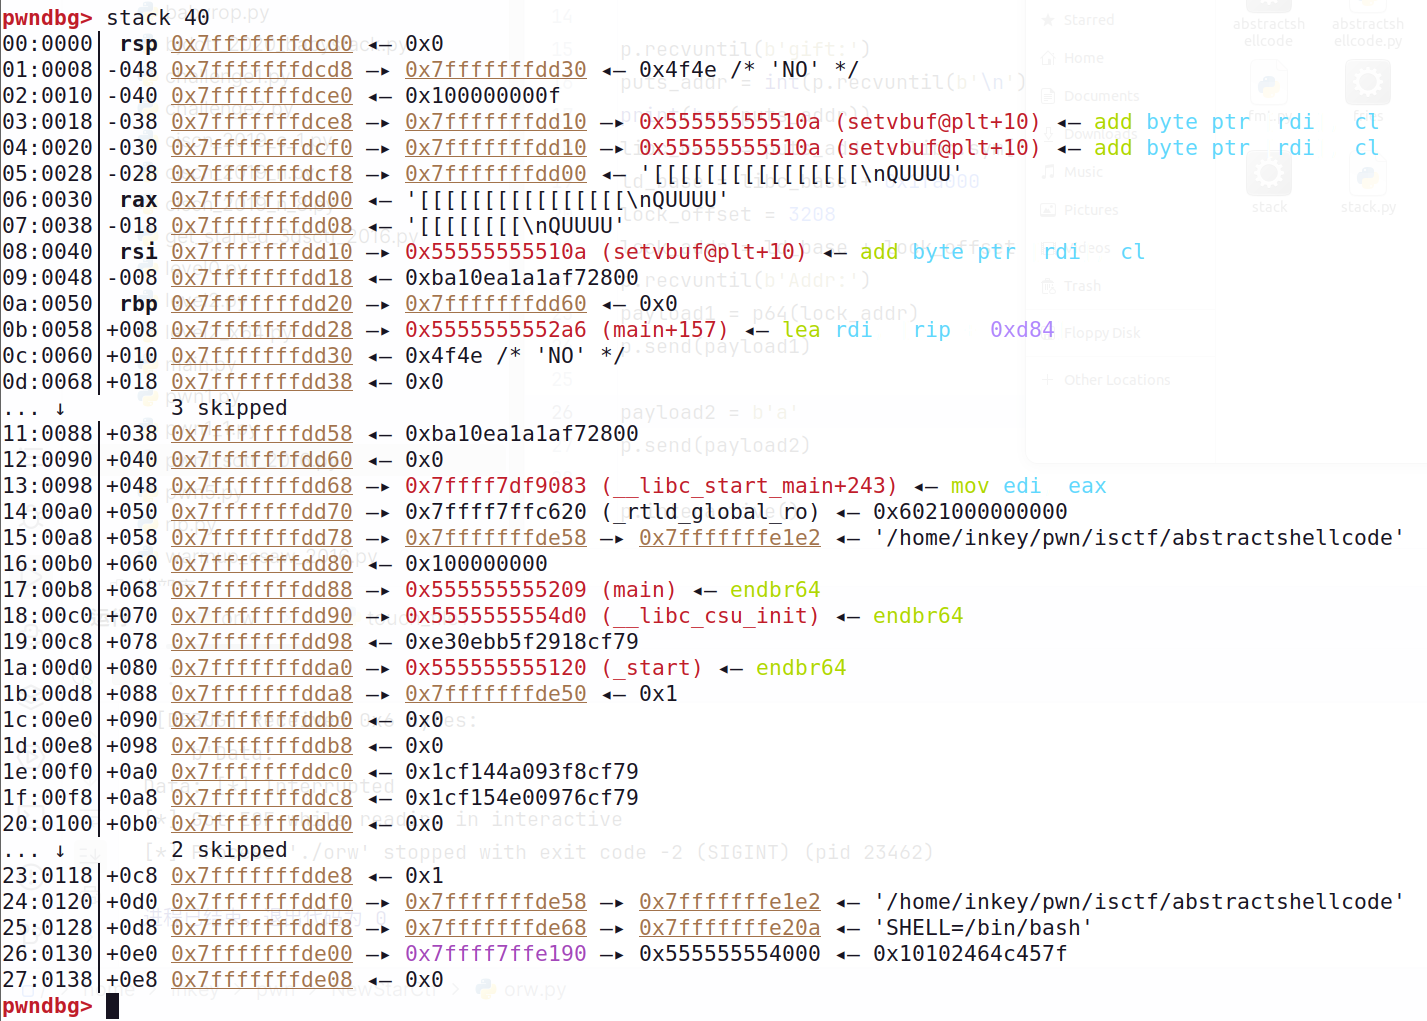 pwndbg> stack 40
00:0000│ rsp 0x7fffffffdcd0 ◂— 0x0
01:0008│-048 0x7fffffffdcd8 —▸ 0x7fffffffdd30 ◂— 0x4f4e /* 'NO' */
02:0010│-040 0x7fffffffdce0 ◂— 0x100000000f
03:0018│-038 0x7fffffffdce8 —▸ 0x7fffffffdd10 —▸ 0x55555555510a (setvbuf@plt+10) ◂— add byte ptr rdi cl
04:0020│-030 0x7fffffffdcf0 —▸ 0x7fffffffdd10 —▸ 0x55555555510a (setvbuf@plt+10) ◂— add byte ptr rdi cl
05:0028│-028 0x7fffffffdcf8 —▸ 0x7fffffffdd00 ◂— '[[[[[[[[[[[[[[[[\nQUUUU'
06:0030│ rax 0x7fffffffdd00 ◂— '[[[[[[[[[[[[[[[[\nQUUUU'
07:0038│-018 0x7fffffffdd08 ◂— '[[[[[[[[\nQUUUU'
08:0040│ rsi 0x7fffffffdd10 —▸ 0x55555555510a (setvbuf@plt+10) ◂— add byte ptr rdi cl
09:0048│-008 0x7fffffffdd18 ◂— 0xba10ea1a1af72800
0a:0050│ rbp 0x7fffffffdd20 —▸ 0x7fffffffdd60 ◂— 0x0
0b:0058│+008 0x7fffffffdd28 —▸ 0x5555555552a6 (main+157) ◂— lea rdi rip 0xd84
0c:0060│+010 0x7fffffffdd30 ◂— 0x4f4e /* 'NO' */
0d:0068│+018 0x7fffffffdd38 ◂— 0x0
... ↓ 3 skipped
11:0088│+038 0x7fffffffdd58 ◂— 0xba10ea1a1af72800
12:0090│+040 0x7fffffffdd60 ◂— 0x0
13:0098│+048 0x7fffffffdd68 —▸ 0x7ffff7df9083 (__libc_start_main+243) ◂— mov edi eax
14:00a0│+050 0x7fffffffdd70 —▸ 0x7ffff7ffc620 (_rtld_global_ro) ◂— 0x6021000000000
15:00a8│+058 0x7fffffffdd78 —▸ 0x7fffffffde58 —▸ 0x7fffffffe1e2 ◂— '/home/inkey/pwn/isctf/abstractshellcode'
16:00b0│+060 0x7fffffffdd80 ◂— 0x100000000
17:00b8│+068 0x7fffffffdd88 —▸ 0x555555555209 (main) ◂— endbr64
18:00c0│+070 0x7fffffffdd90 —▸ 0x5555555554d0 (__libc_csu_init) ◂— endbr64
19:00c8│+078 0x7fffffffdd98 ◂— 0xe30ebb5f2918cf79
1a:00d0│+080 0x7fffffffdda0 —▸ 0x555555555120 (_start) ◂— endbr64
1b:00d8│+088 0x7fffffffdda8 —▸ 0x7fffffffde50 ◂— 0x1
1c:00e0│+090 0x7fffffffddb0 ◂— 0x0
1d:00e8│+098 0x7fffffffddb8 ◂— 0x0
1e:00f0│+0a0 0x7fffffffddc0 ◂— 0x1cf144a093f8cf79
1f:00f8│+0a8 0x7fffffffddc8 ◂— 0x1cf154e00976cf79
20:0100│+0b0 0x7fffffffddd0 ◂— 0x0
... ↓ 2 skipped
23:0118│+0c8 0x7fffffffdde8 ◂— 0x1
24:0120│+0d0 0x7fffffffddf0 —▸ 0x7fffffffde58 —▸ 0x7fffffffe1e2 ◂— '/home/inkey/pwn/isctf/abstractshellcode'
25:0128│+0d8 0x7fffffffddf8 —▸ 0x7fffffffde68 —▸ 0x7fffffffe20a ◂— 'SHELL=/bin/bash'
26:0130│+0e0 0x7fffffffde00 —▸ 0x7ffff7ffe190 —▸ 0x555555554000 ◂— 0x10102464c457f
27:0138│+0e8 0x7fffffffde08 ◂— 0x0
pwndbg>